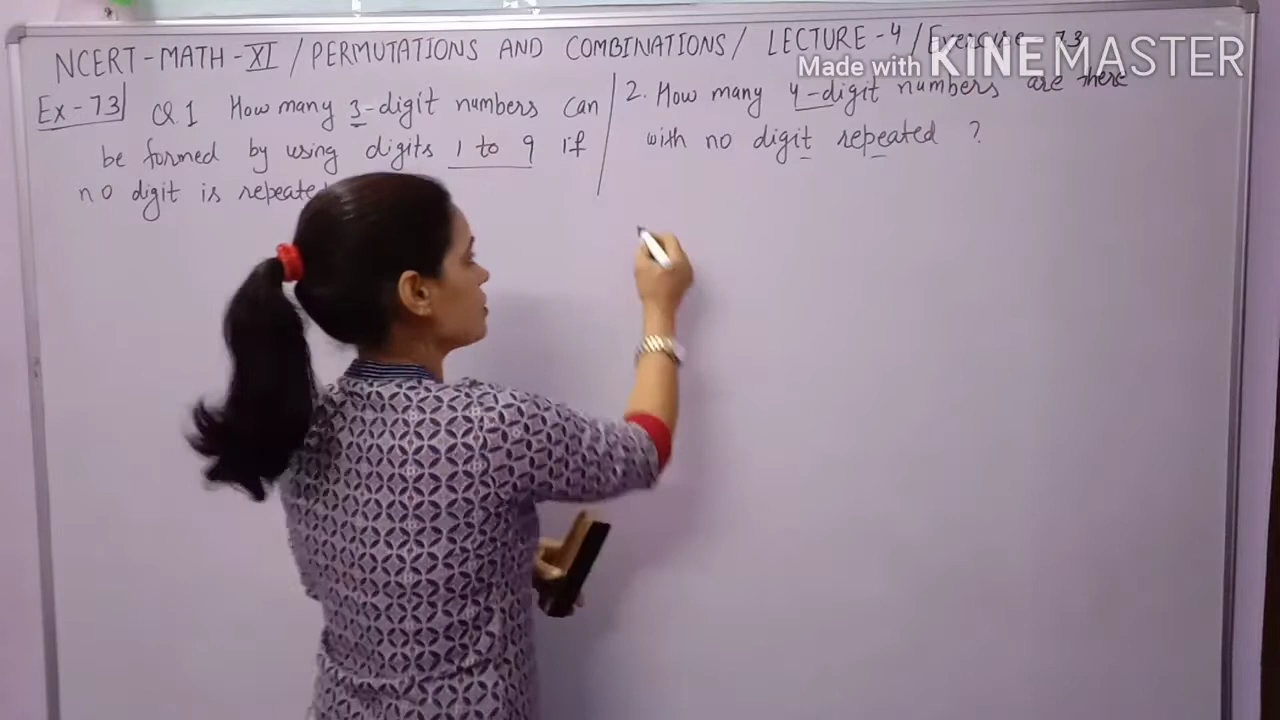 NCERT-MATH-XI / PERMUTATIONS AND COMBINATIONS / LECTURE-4 / Exercise 7.3
Made with KINEMASTER
Ex-7.3 Q.1 How many 3-digit numbers can
be formed by using digits 1 to 9 if
no digit is repeated
2. How many 4-digit numbers are there
with no digit repeated ?